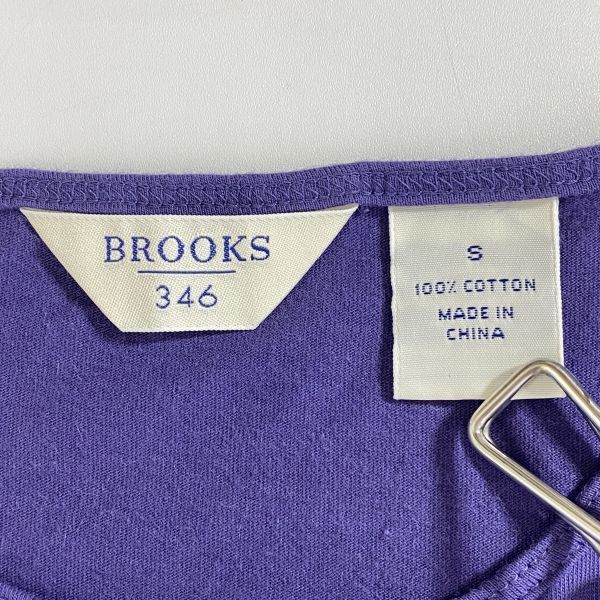 BROOKS
346
S
100% COTTON
MADE IN
CHINA